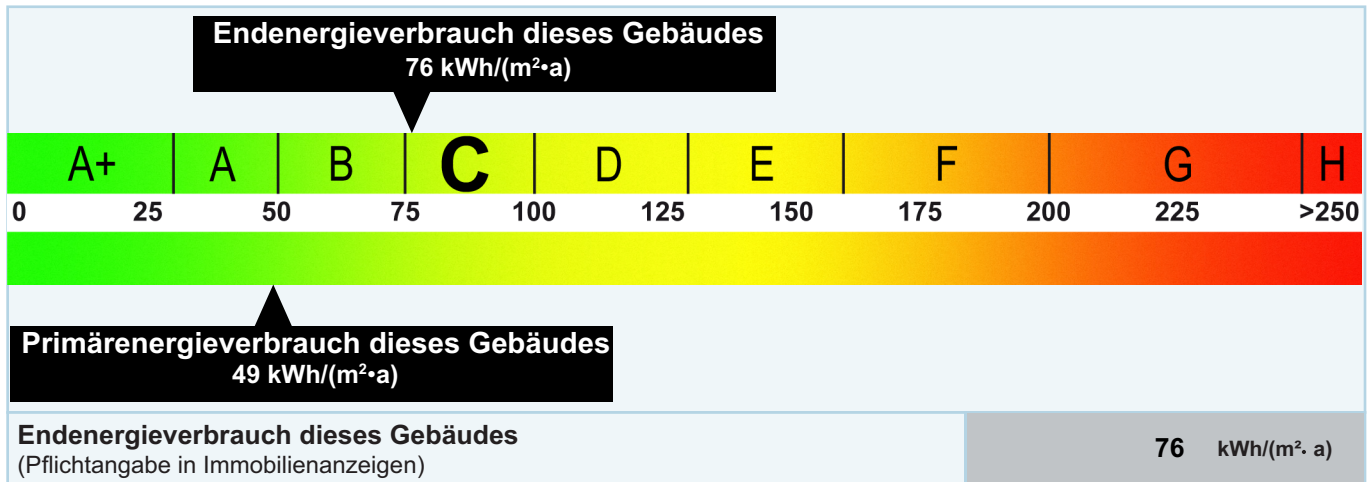 Endenergieverbrauch dieses Gebäudes
76 kWh/(m²•a)
A+ A B C D E F G H
0 25 50 75 100 125 150 175 200 225 >250
Primärenergieverbrauch dieses Gebäudes
49 kWh/(m²•a)
Endenergieverbrauch dieses Gebäudes
(Pflichtangabe in Immobilienanzeigen)
76 kWh/(m²· a)